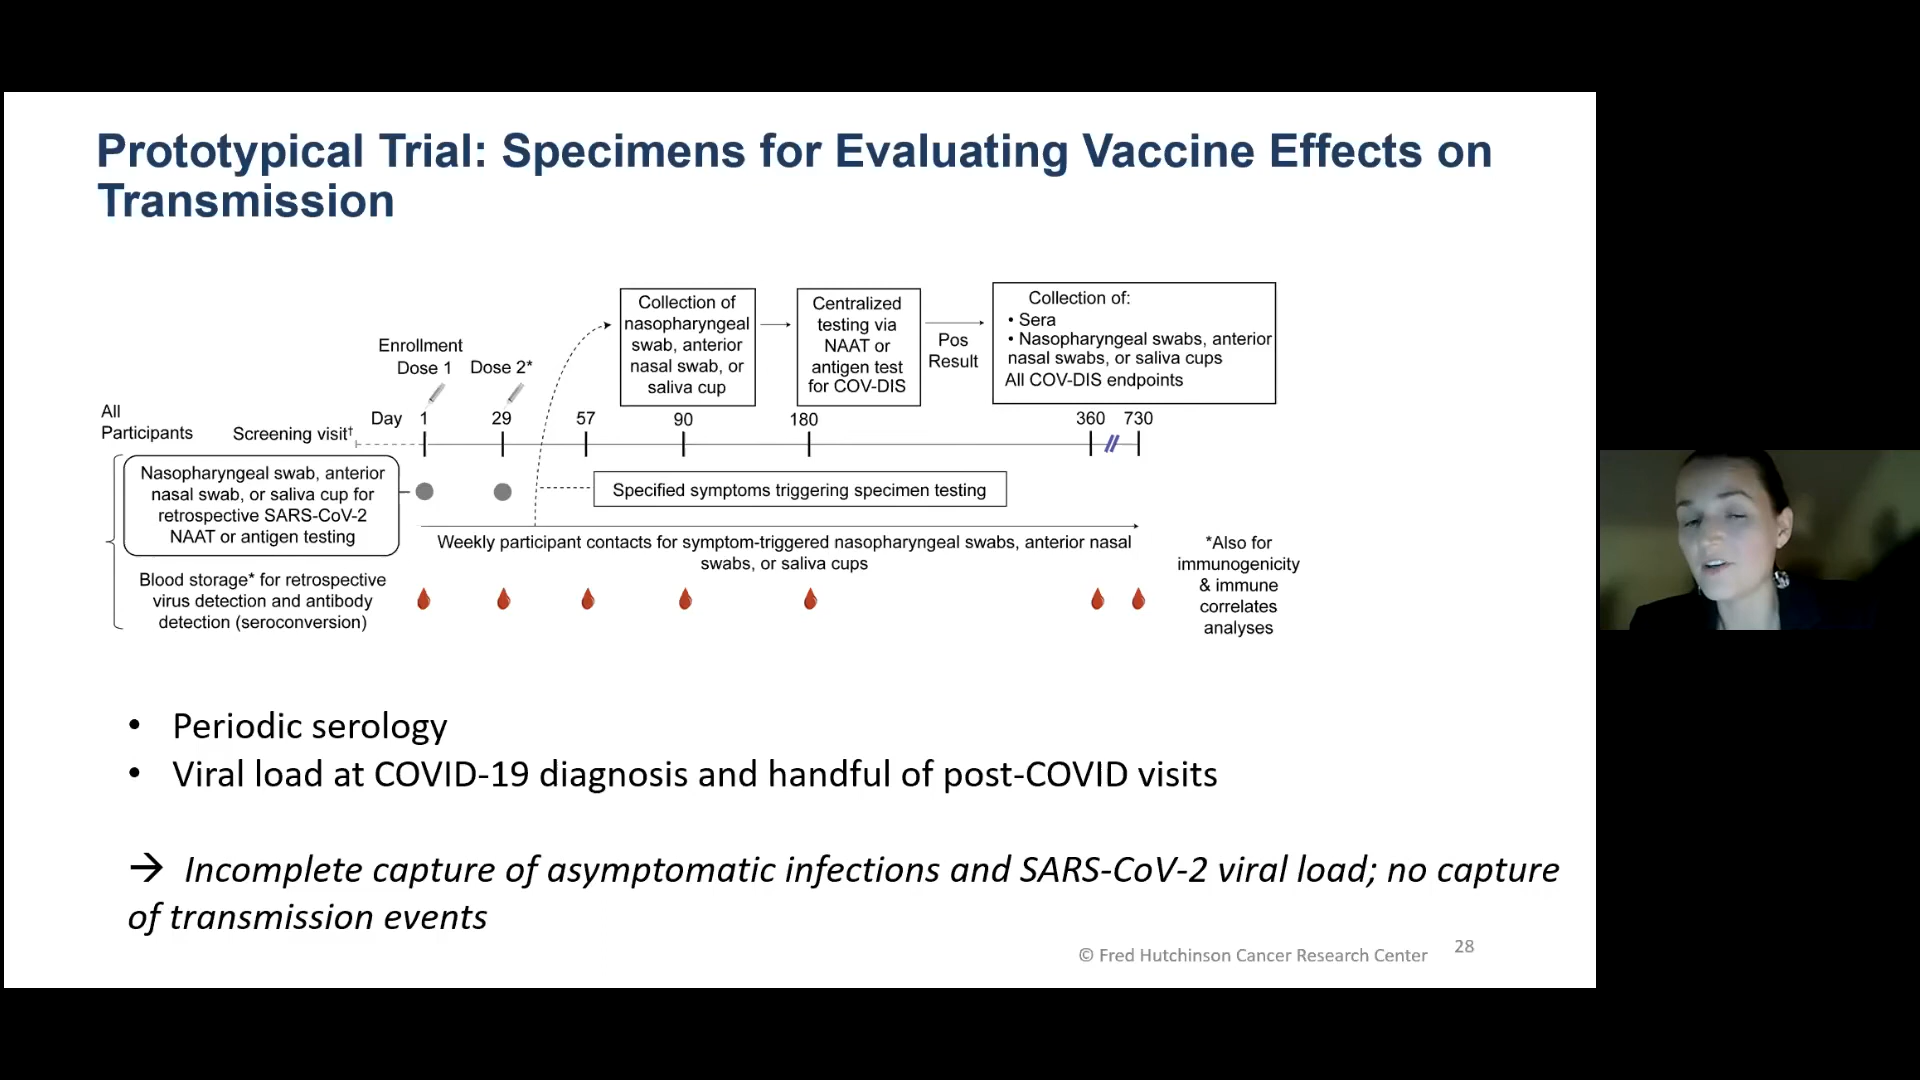 Prototypical Trial: Specimens for Evaluating Vaccine Effects on
Transmission
Collection of
nasopharyngeal
swab, anterior
nasal swab, or
saliva cup
Centralized
testing via
NAAT or
antigen test
for COV-DIS
Pos
Result
Collection of:
• Sera
• Nasopharyngeal swabs, anterior
nasal swabs, or saliva cups
All COV-DIS endpoints
Enrollment
Dose 1
Dose 2*
All
Participants
Screening visit†
Day 1 29 57 90 180 360 730
Nasopharyngeal swab, anterior
nasal swab, or saliva cup for
retrospective SARS-CoV-2
NAAT or antigen testing
Specified symptoms triggering specimen testing
Weekly participant contacts for symptom-triggered nasopharyngeal swabs, anterior nasal
swabs, or saliva cups
Blood storage* for retrospective
virus detection and antibody
detection (seroconversion)
*Also for
immunogenicity
& immune
correlates
analyses
• Periodic serology
• Viral load at COVID-19 diagnosis and handful of post-COVID visits
→ Incomplete capture of asymptomatic infections and SARS-CoV-2 viral load; no capture
of transmission events
© Fred Hutchinson Cancer Research Center
28